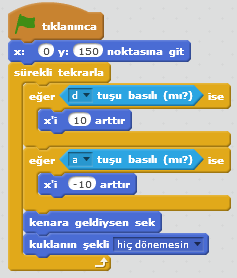 tıklanınca
x: 0 y: 150 noktasına git
sürekli tekrarla
eğer d tuşu basılı (mı?) ise
x'i 10 arttır
eğer a tuşu basılı (mı?) ise
x'i -10 arttır
kenara geldiysen sek
kuklanın şekli hiç dönemesin